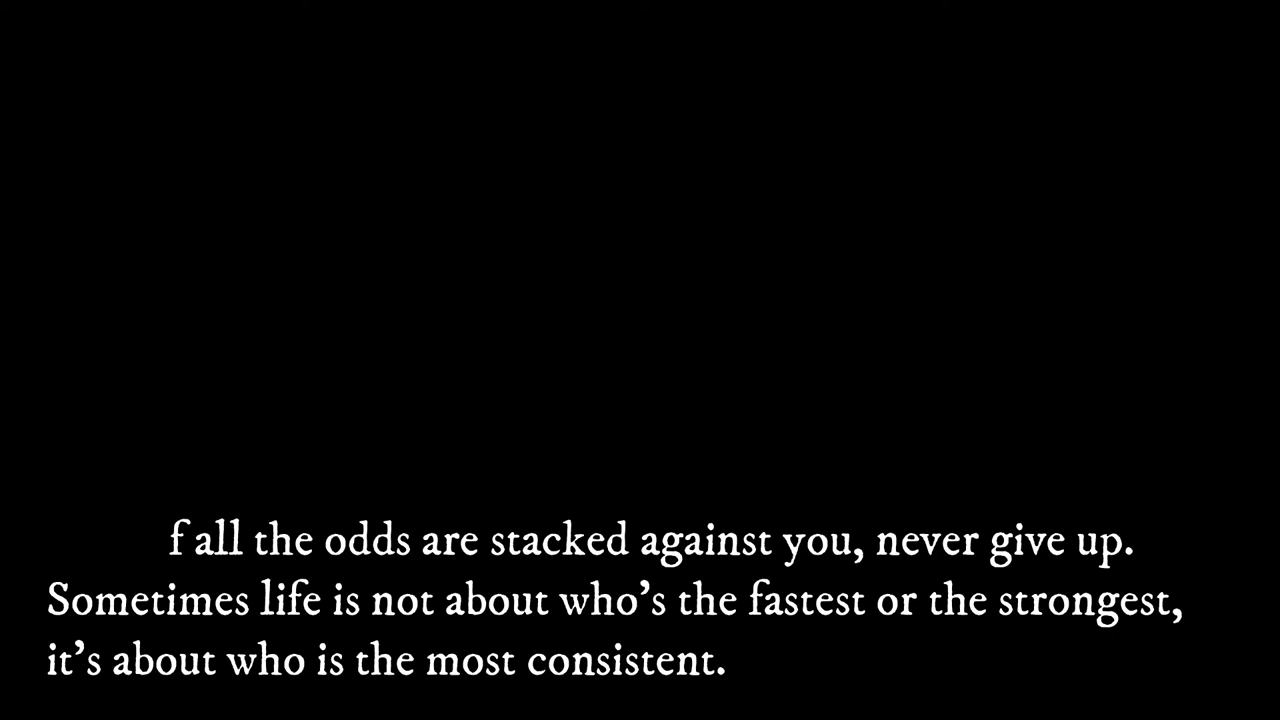 f all the odds are stacked against you, never give up.
Sometimes life is not about who's the fastest or the strongest,
it's about who is the most consistent.